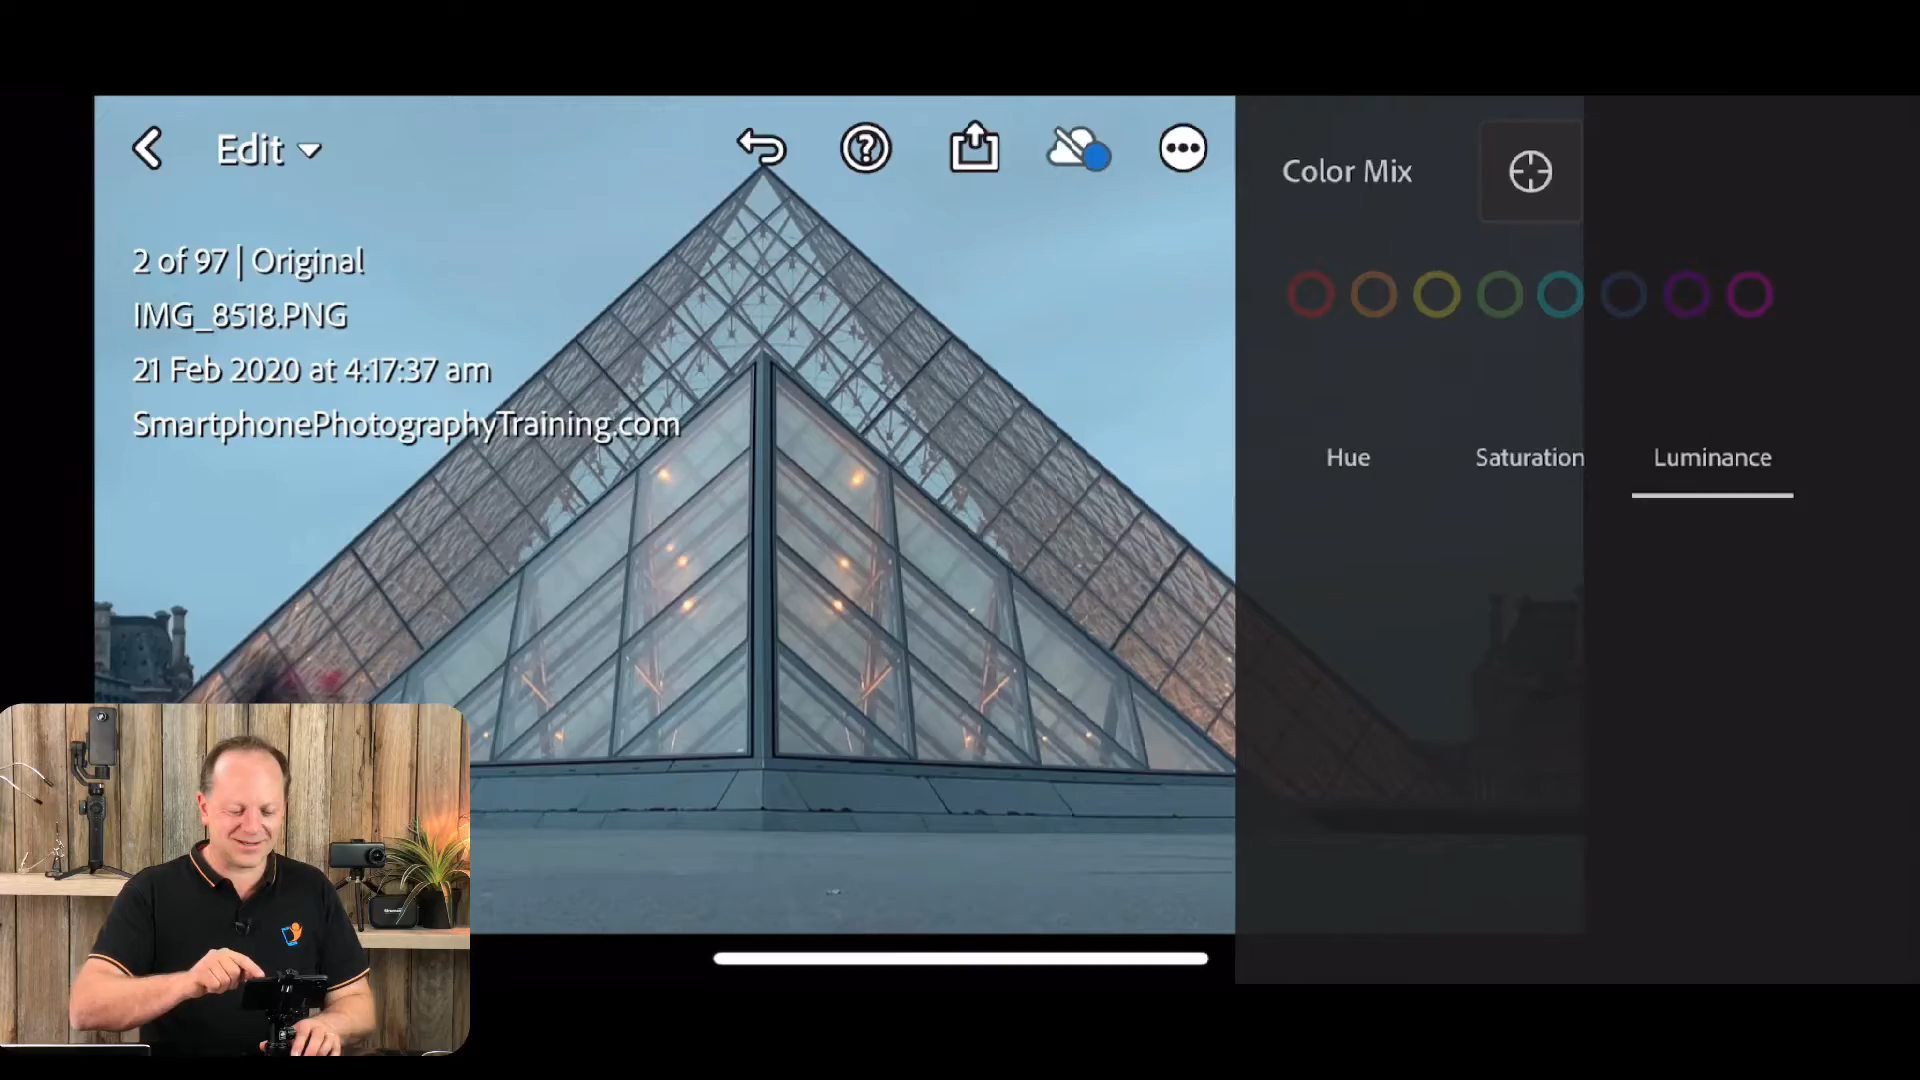 Edit
Color Mix
2 of 97 | Original
IMG_8518.PNG
21 Feb 2020 at 4:17:37 am
SmartphonePhotographyTraining.com
Hue
Saturation
Luminance